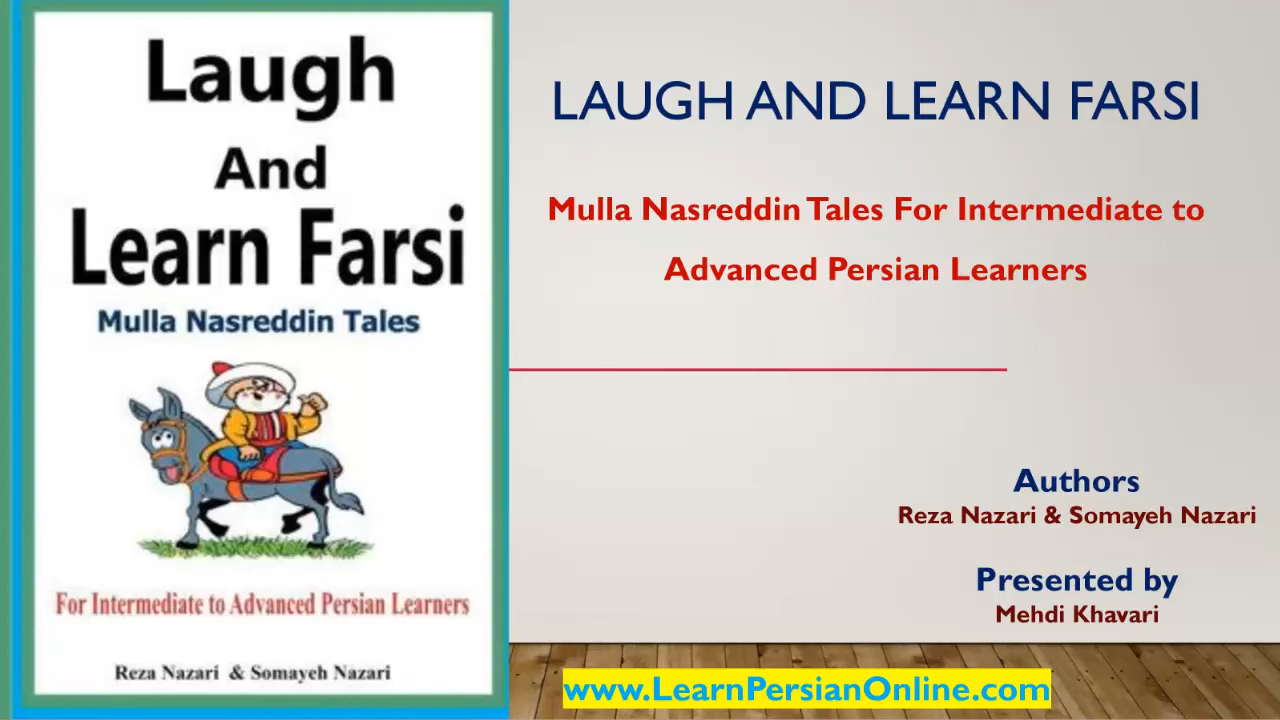 Laugh
And
Learn Farsi
Mulla Nasreddin Tales
For Intermediate to Advanced Persian Learners
Reza Nazari & Somayeh Nazari
LAUGH AND LEARN FARSI
Mulla Nasreddin Tales For Intermediate to
Advanced Persian Learners
Authors
Reza Nazari & Somayeh Nazari
Presented by
Mehdi Khavari
www.LearnPersianOnline.com